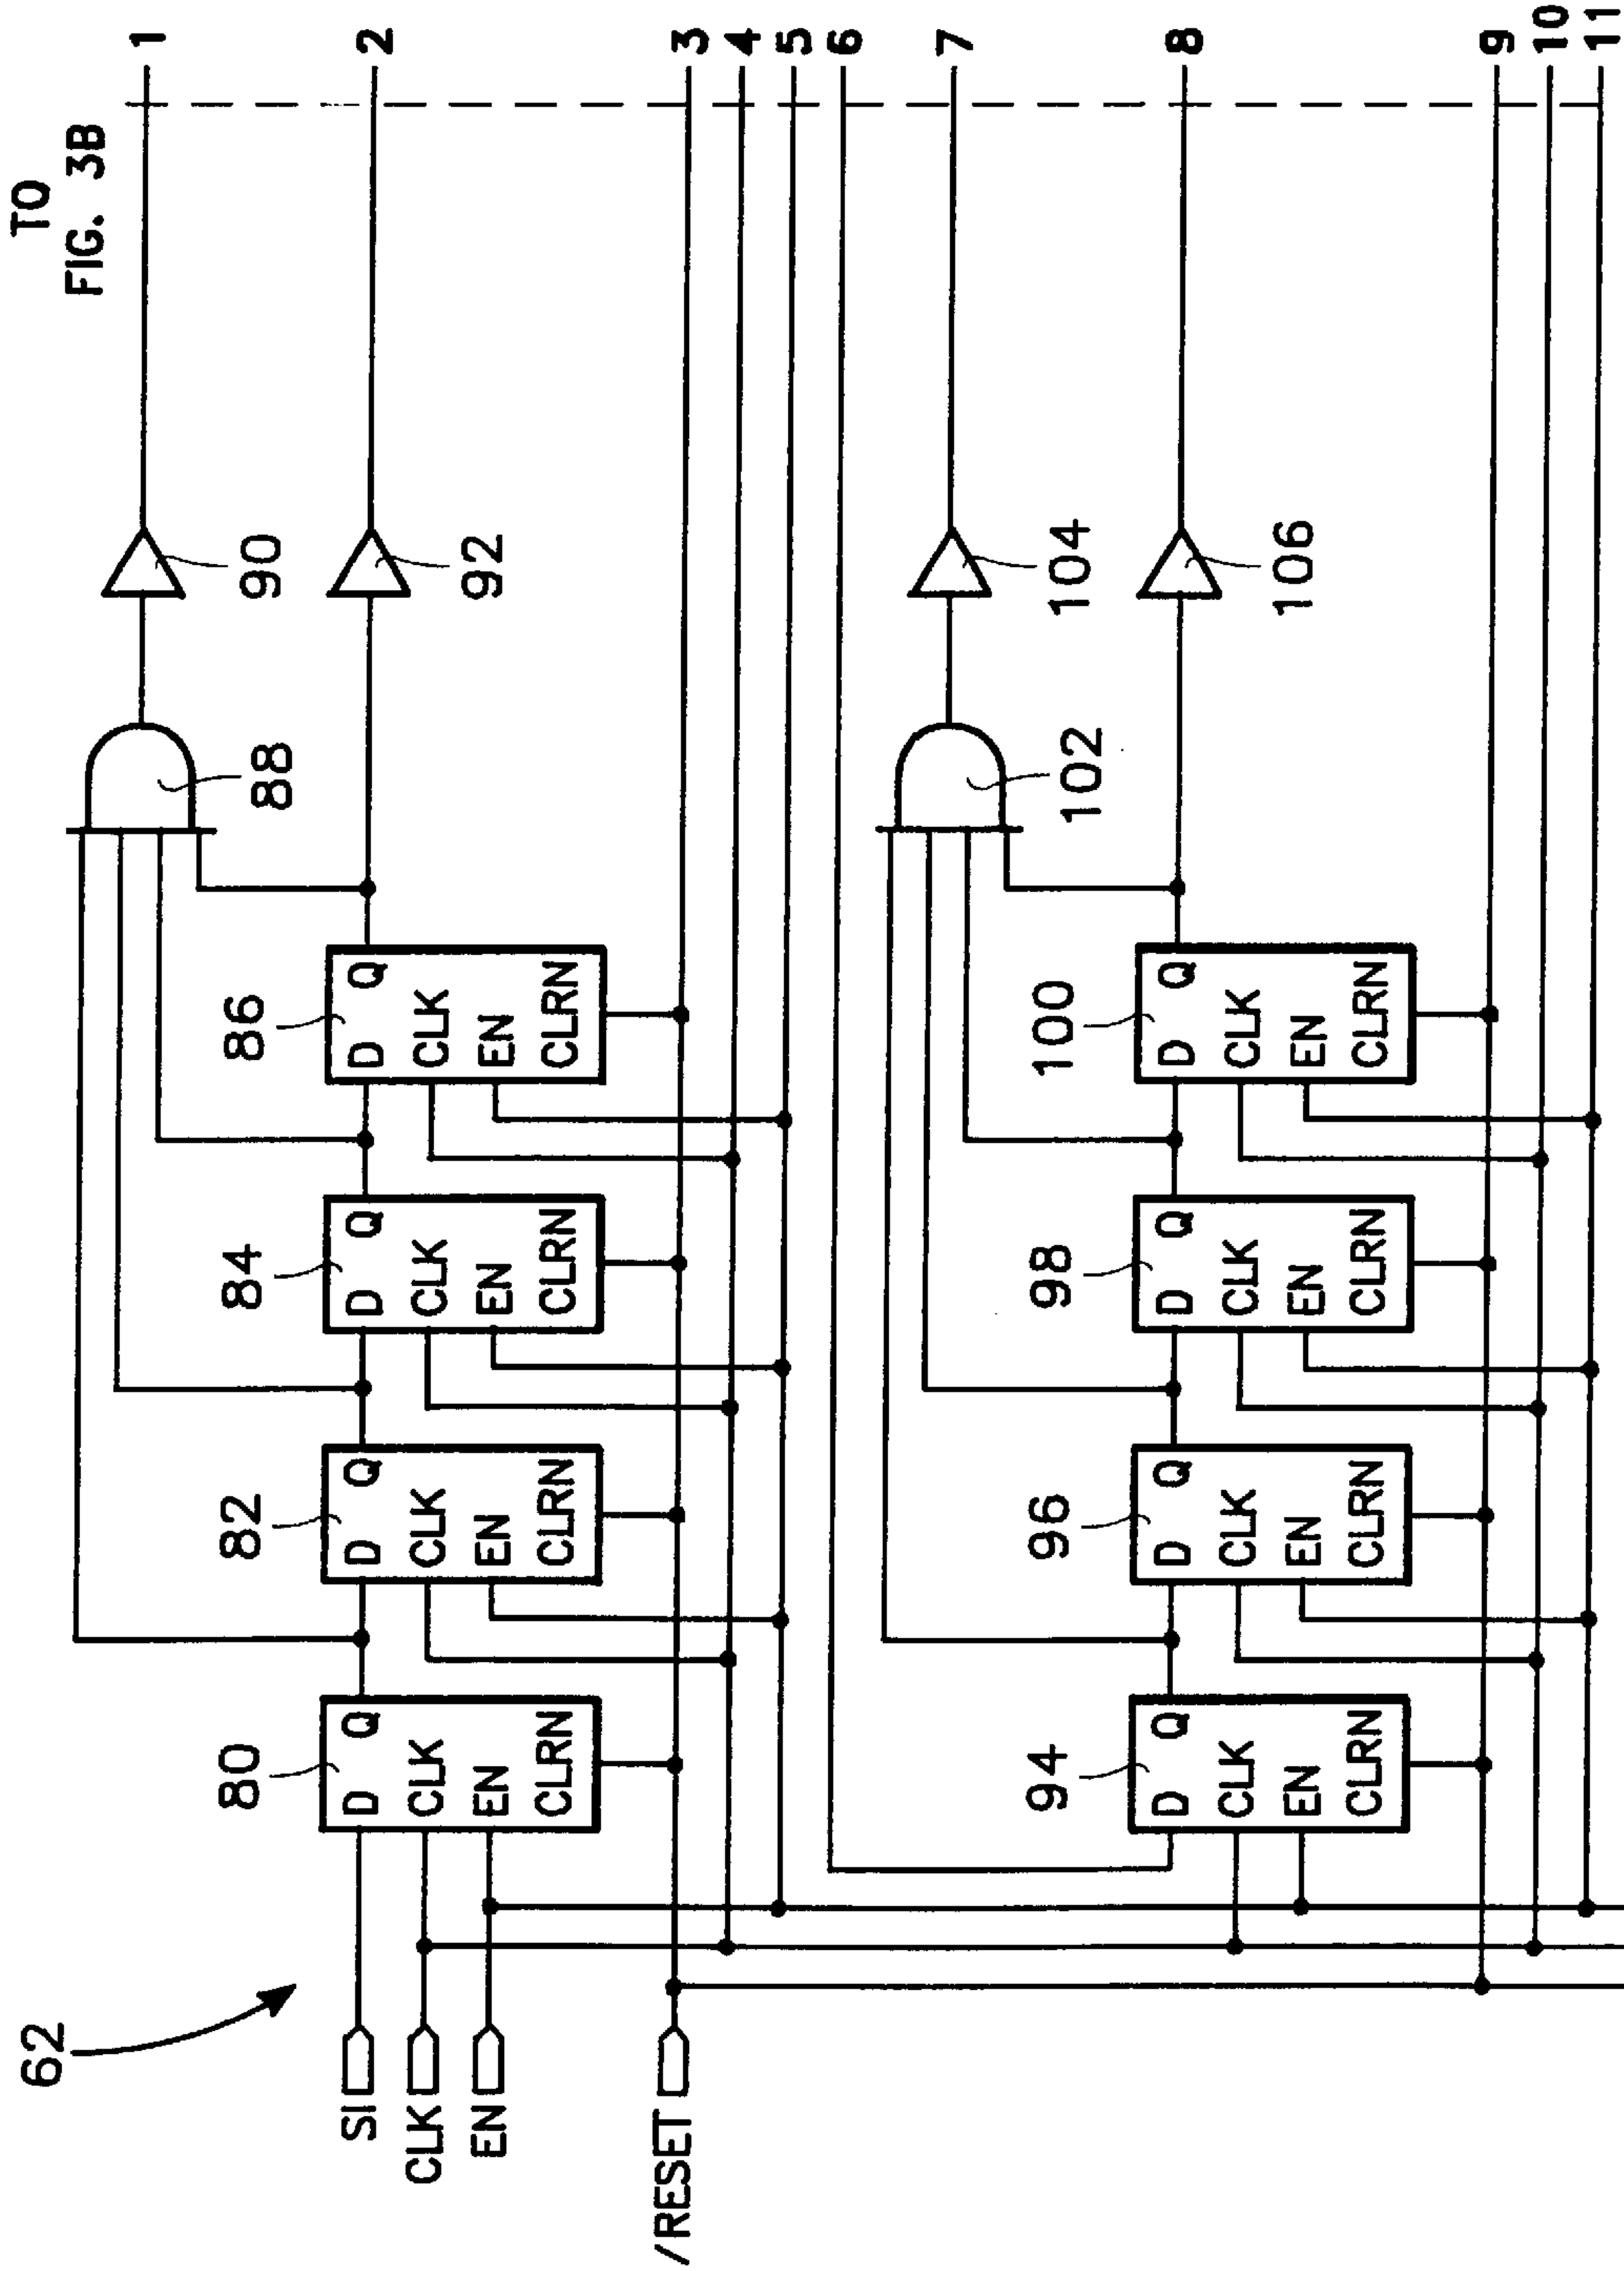 TO
FIG. 3B
62
88
90
1
92
2
80
82
84
86
SI
D Q
D Q
D Q
D Q
CLK
CLK
CLK
CLK
CLK
EN
EN
EN
EN
EN
CLRN
CLRN
CLRN
CLRN
/RESET
3
4
5
6
102
104
7
106
8
94
96
98
100
D Q
D Q
D Q
D Q
CLK
CLK
CLK
CLK
EN
EN
EN
EN
CLRN
CLRN
CLRN
CLRN
9
10
11